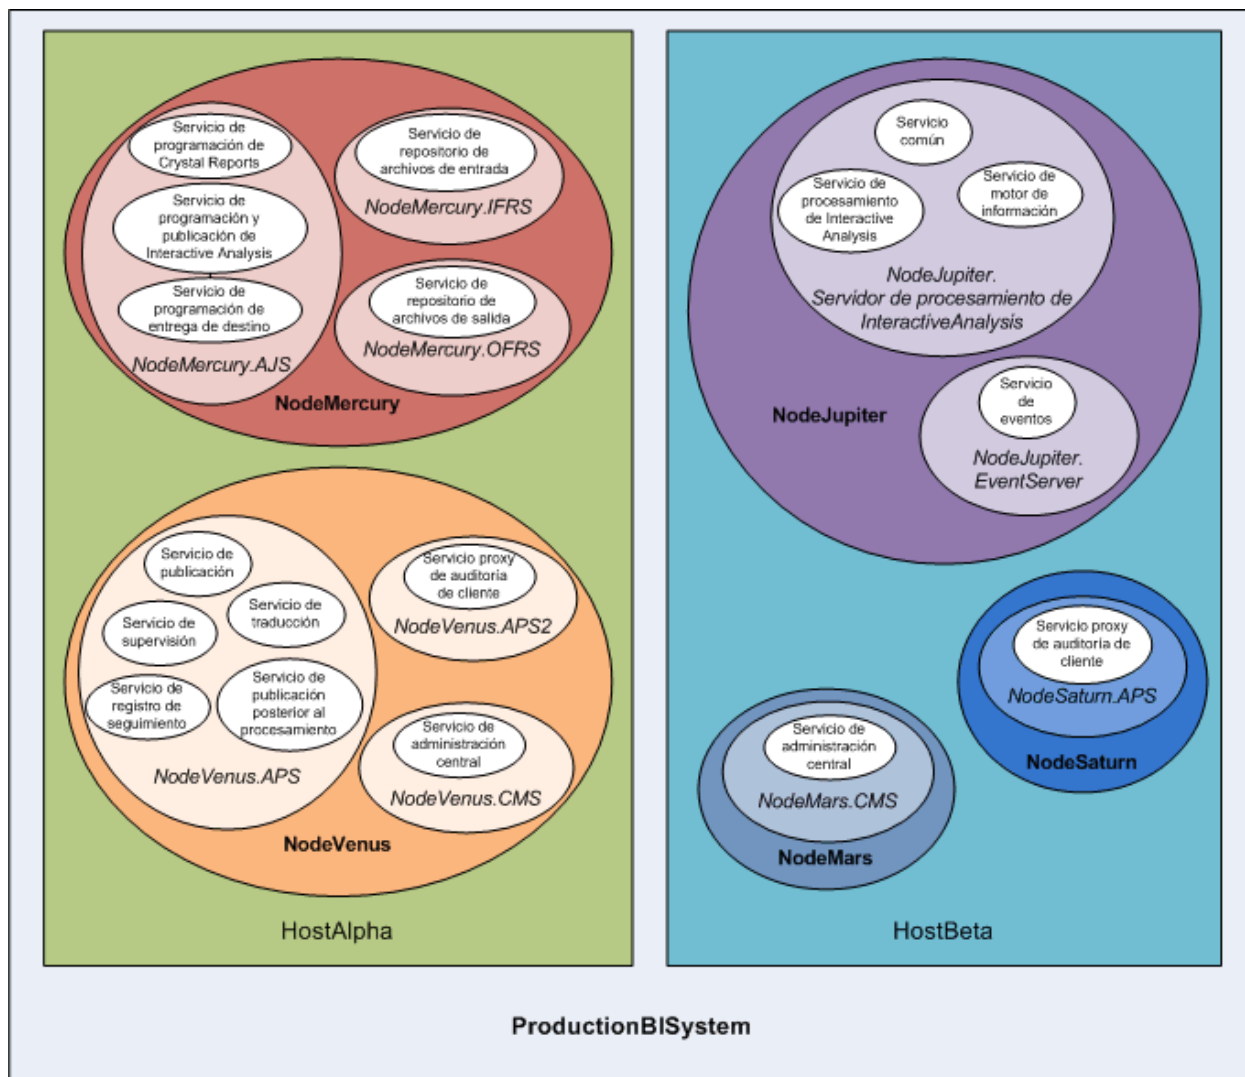 Servicio de
programación de
Crystal Reports
Servicio de
programación y
publicación de
Interactive Analysis
Servicio de
programación de
entrega de destino
NodeMercury.AJS
Servicio de
repositorio de
archivos de entrada
NodeMercury.IFRS
Servicio de
repositorio de
archivos de salida
NodeMercury.OFRS
NodeMercury
Servicio de
publicación
Servicio de
supervisión
Servicio de
traducción
Servicio de
registro de
seguimiento
Servicio de
publicación
posterior al
procesamiento
NodeVenus.APS
Servicio proxy
de auditoría
de cliente
NodeVenus.APS2
Servicio de
administración
central
NodeVenus.CMS
NodeVenus
HostAlpha
Servicio
común
Servicio de
procesamiento
de Interactive
Analysis
Servicio de
motor de
información
NodeJupiter.
Servidor de procesamiento de
InteractiveAnalysis
Servicio
de
eventos
NodeJupiter.
EventServer
NodeJupiter
Servicio proxy
de auditoría de
cliente
NodeSaturn.APS
NodeSaturn
Servicio de
administración
central
NodeMars.CMS
NodeMars
HostBeta
ProductionBISystem